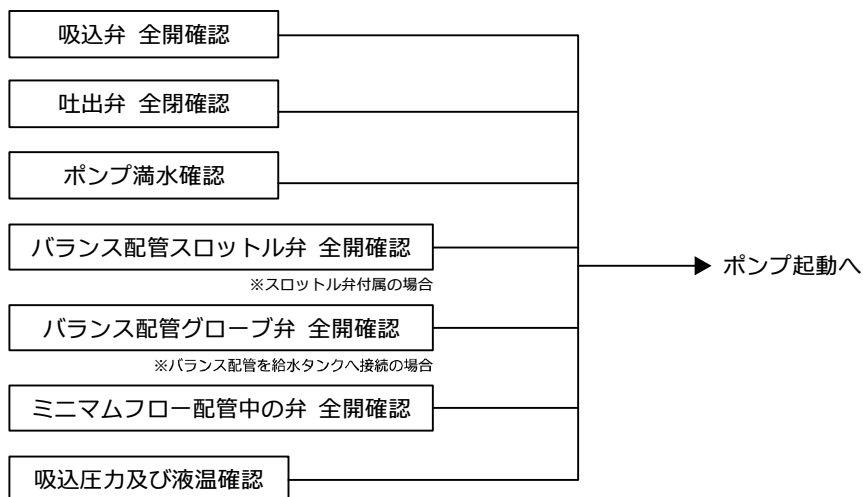 吸込弁 全開確認
吐出弁 全閉確認
ポンプ満水確認
バランス配管スロットル弁 全開確認
※スロットル弁付属の場合
ポンプ起動へ
バランス配管グローブ弁 全開確認
※バランス配管を給水タンクへ接続の場合
ミニマムフロー配管中の弁 全開確認
吸込圧力及び液温確認